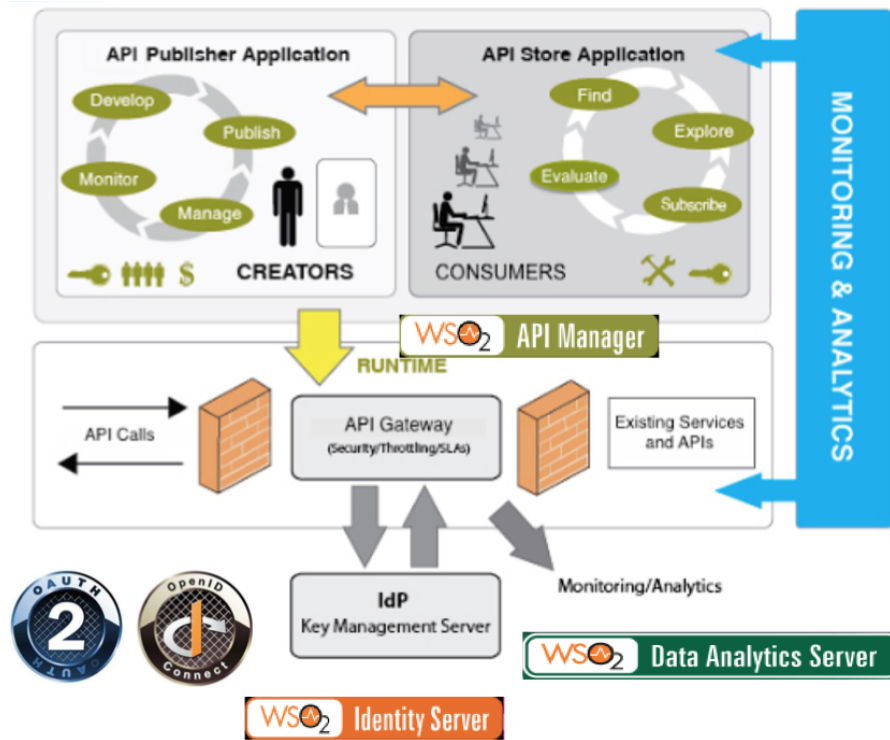 API Publisher Application
Develop
Publish
Monitor
Manage
$
CREATORS
API Store Application
Find
Explore
Evaluate
Subscribe
CONSUMERS
MONITORING & ANALYTICS
WSO2 API Manager
RUNTIME
API Calls
API Gateway
(Security/Throttling/SLAs)
Existing Services
and APIs
IdP
Key Management Server
Monitoring/Analytics
OAUTH
2
OAUTH
OpenID
Connect
WSO2 Data Analytics Server
WSO2 Identity Server